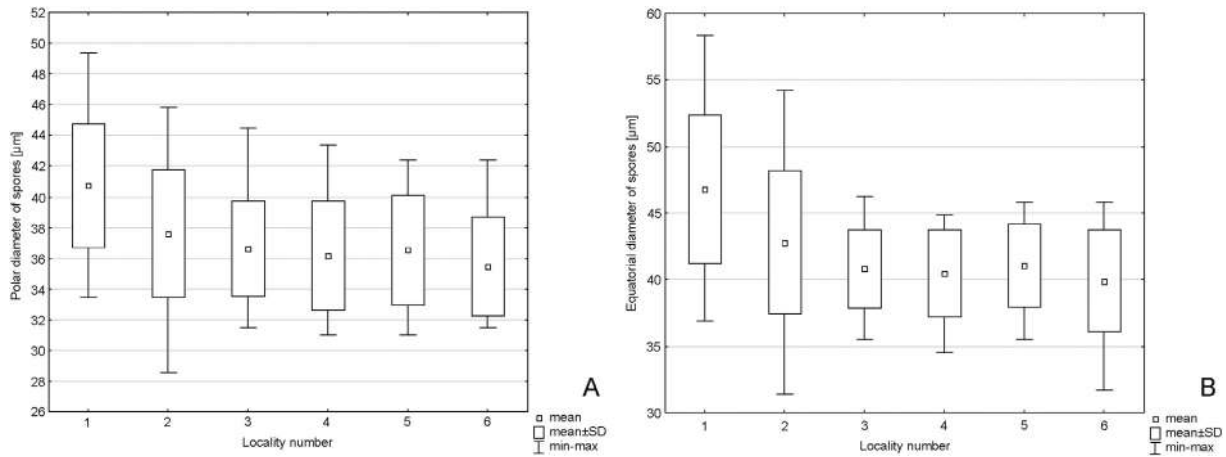 Polar diameter of spores [µm]
52
50
48
46
44
42
40
38
36
34
32
30
28
26
1 2 3 4 5 6
Locality number
A
mean
mean±SD
min-max
Equatorial diameter of spores [µm]
60
55
50
45
40
35
30
1 2 3 4 5 6
Locality number
B
mean
mean±SD
min-max